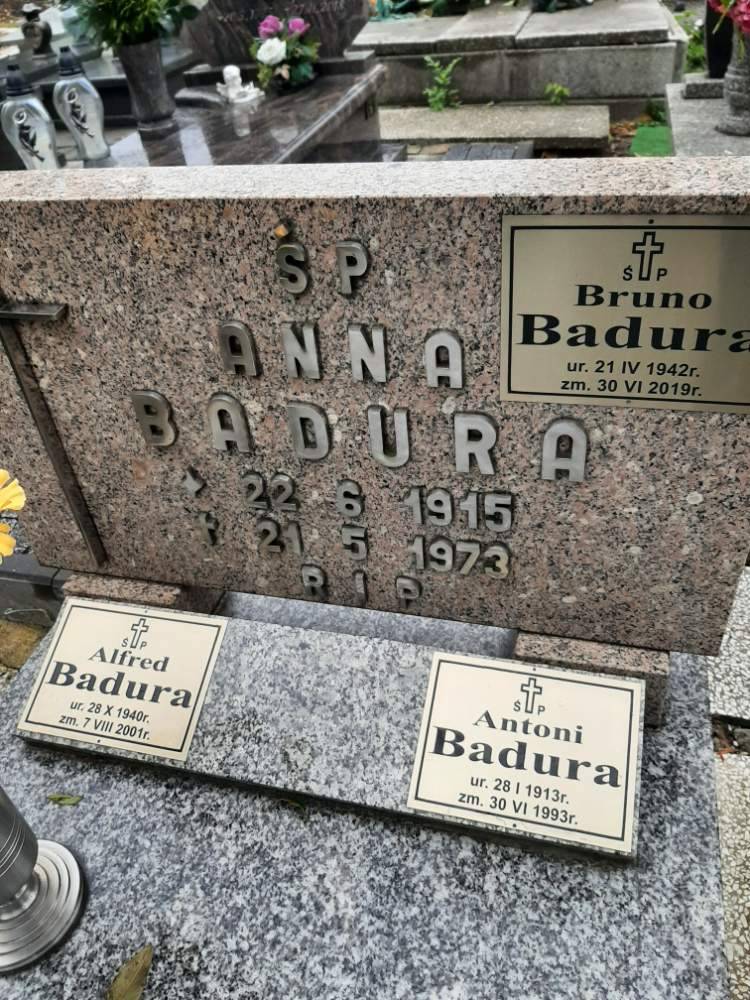 ŚP
ANNA
BADURA
22 6 1915
21 5 1973
R I P
Ś P
Bruno
Badura
ur. 21 IV 1942r.
zm. 30 VI 2019r.
Ś P
Alfred
Badura
ur. 28 X 1940r.
zm. 7 VIII 2001r.
Ś P
Antoni
Badura
ur. 28 I 1913r.
zm. 30 VI 1993r.